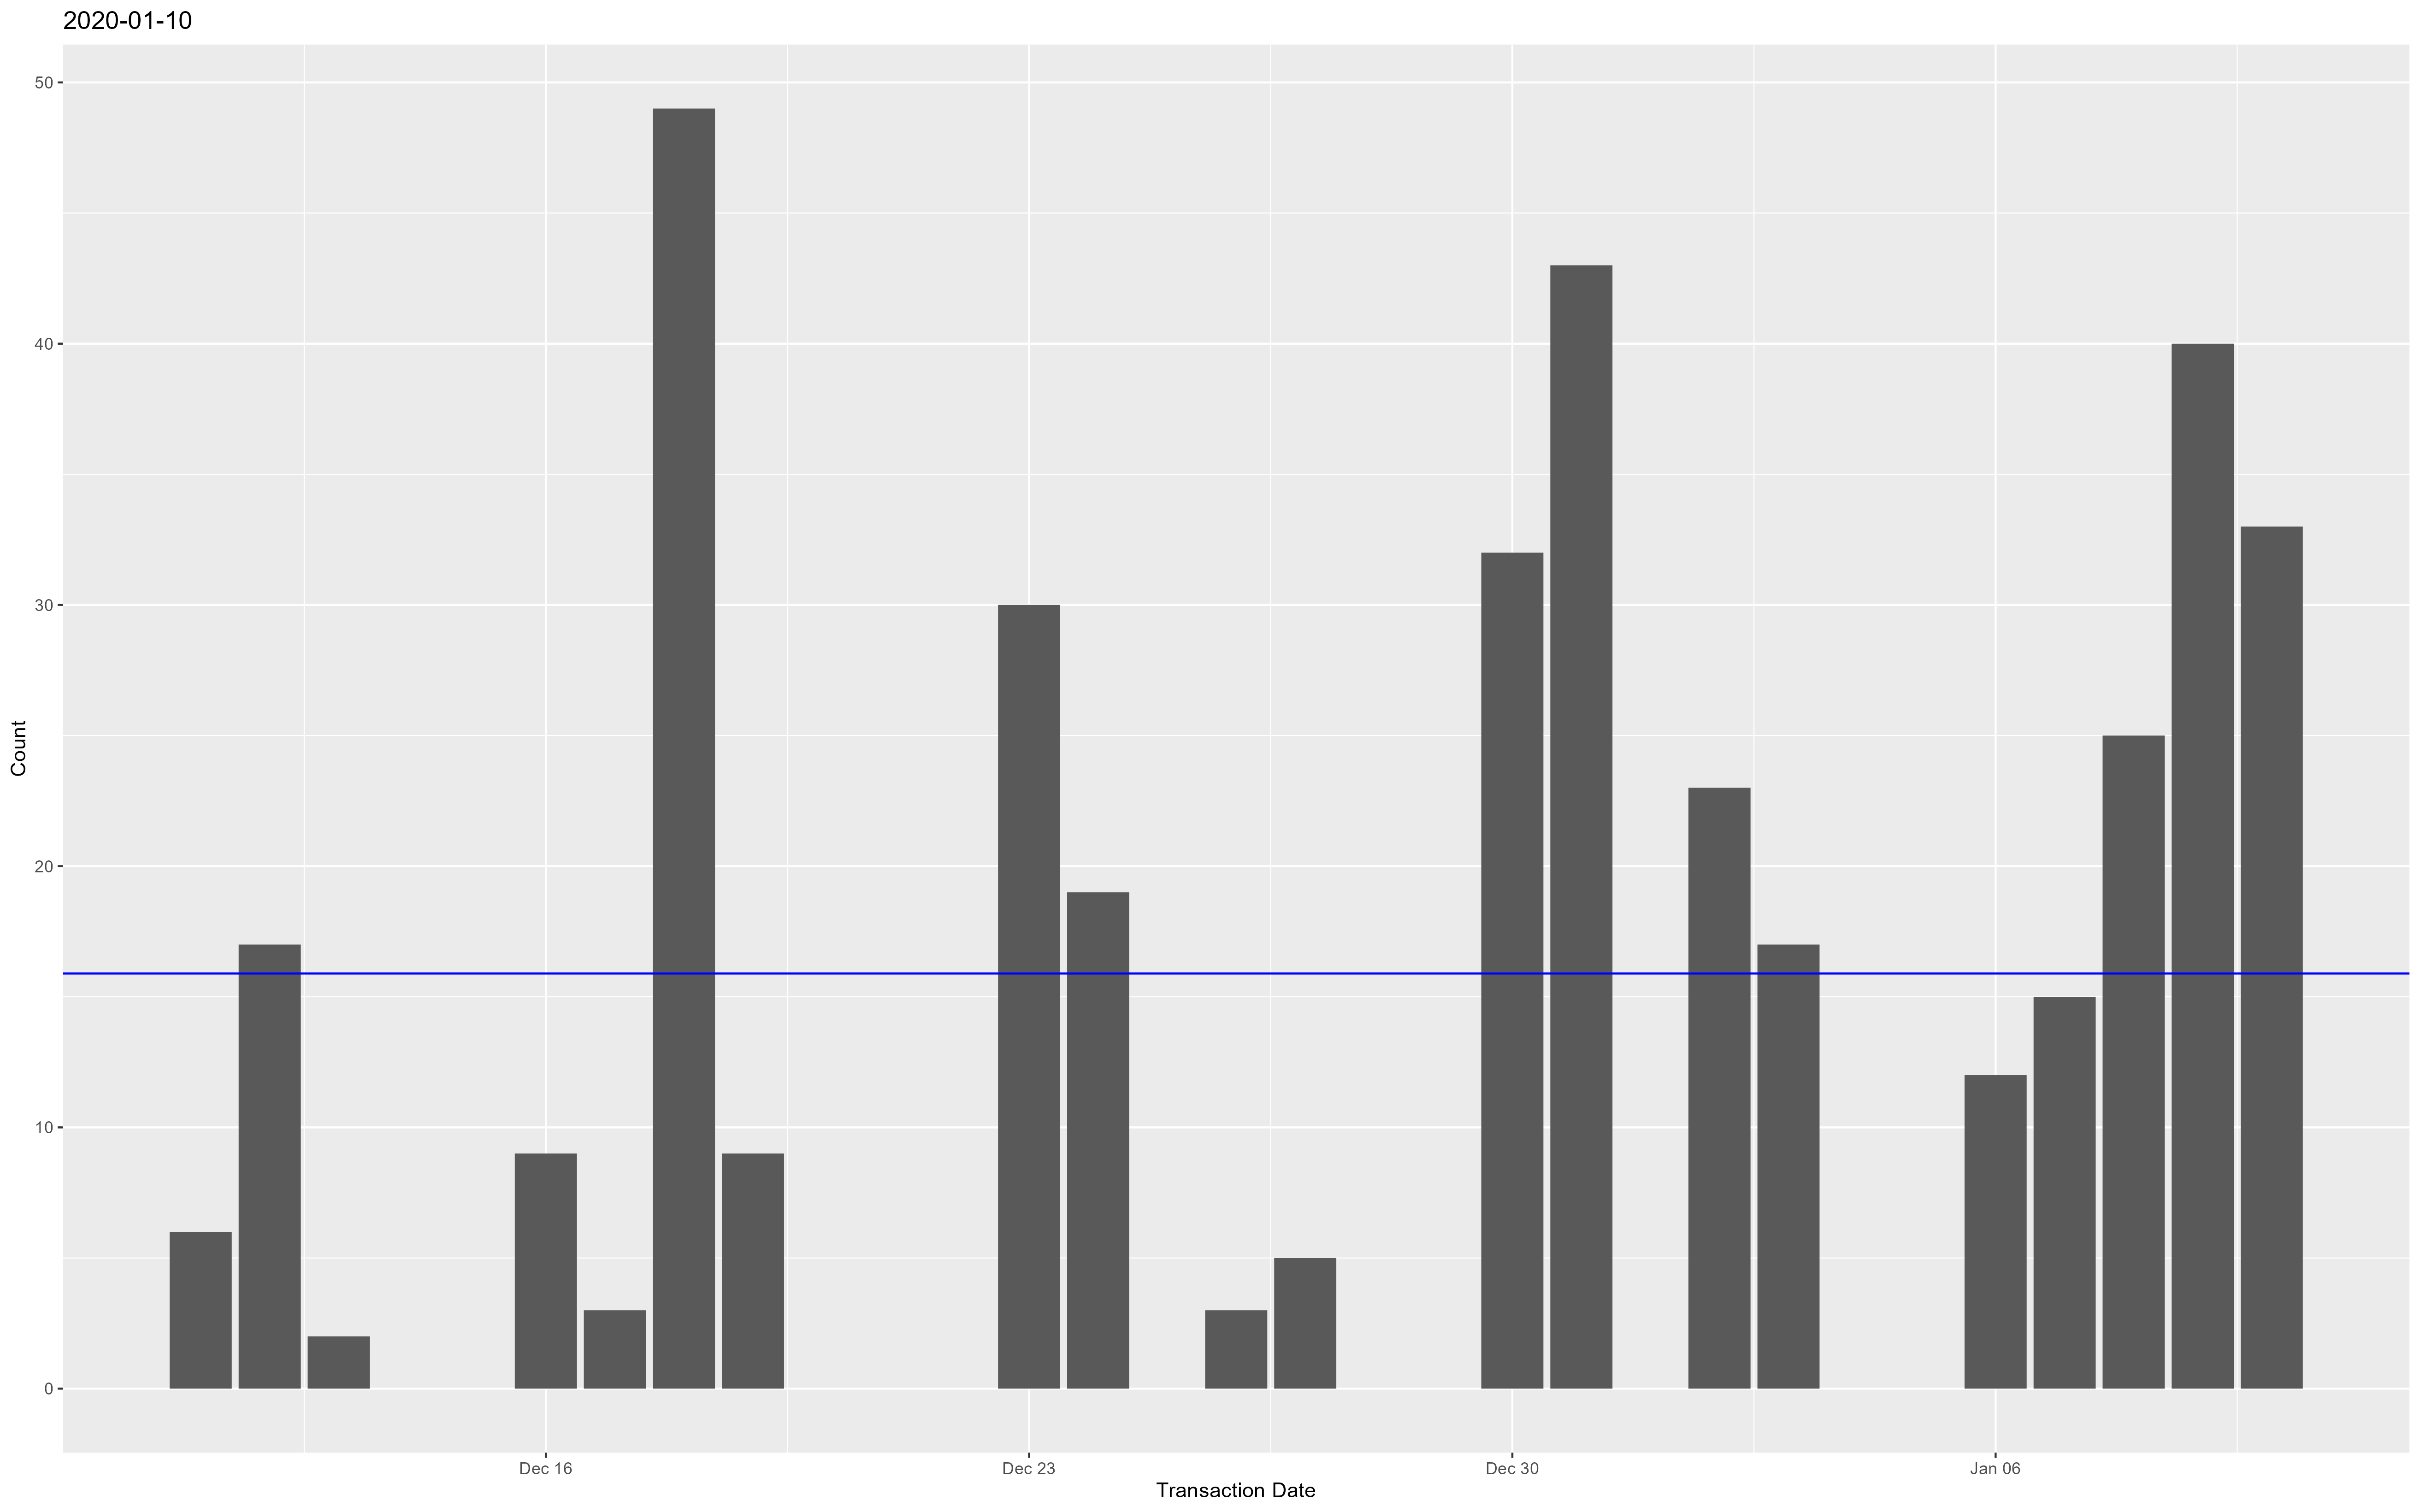 2020-01-10
50
40
30
20
10
0
Count
Dec 16
Dec 23
Dec 30
Jan 06
Transaction Date